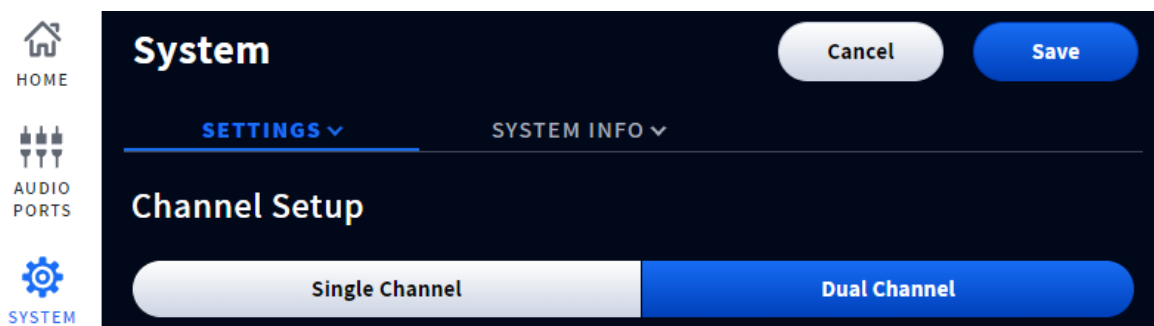 HOME
AUDIO
PORTS
SYSTEM
System
Cancel
Save
SETTINGS
SYSTEM INFO
Channel Setup
Single Channel
Dual Channel